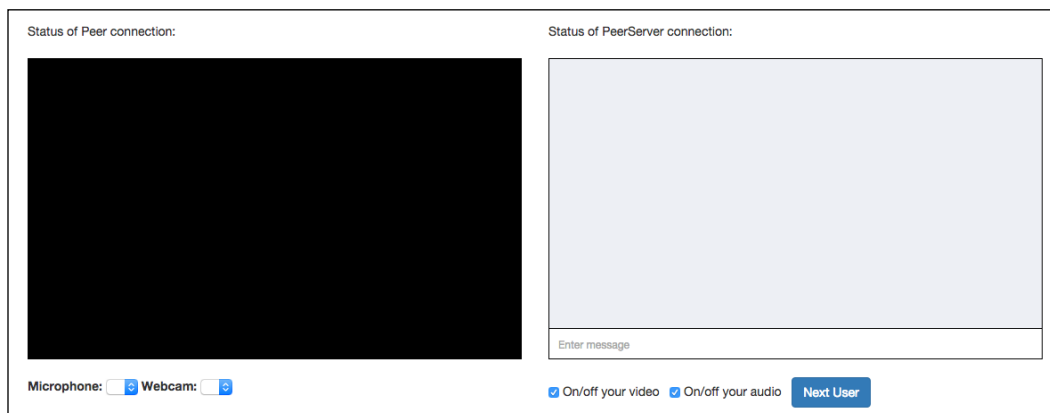 Status of Peer connection:
Status of PeerServer connection:
Enter message
Microphone: Webcam:
On/off your video On/off your audio Next User